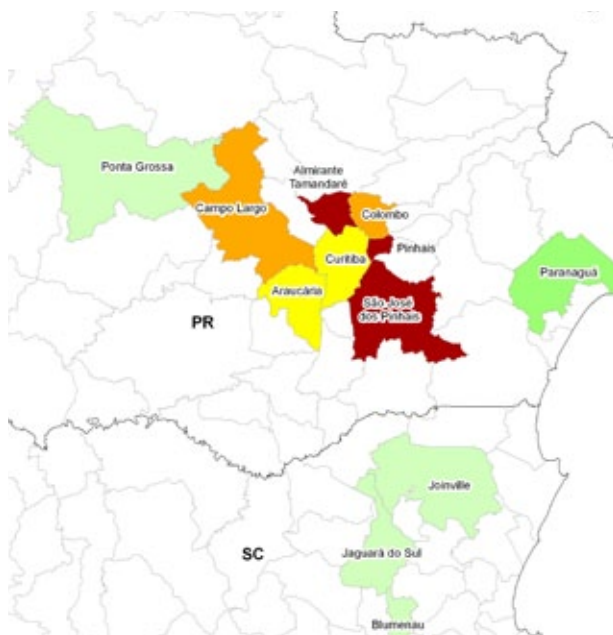 Ponta Grossa
Almirante
Tamandaré
Campo Largo
Colombo
Pinhais
Curitiba
Paranaguá
Araucária
São José
dos Pinhais
PR
Joinville
SC
Jaguará do Sul
Blumenau